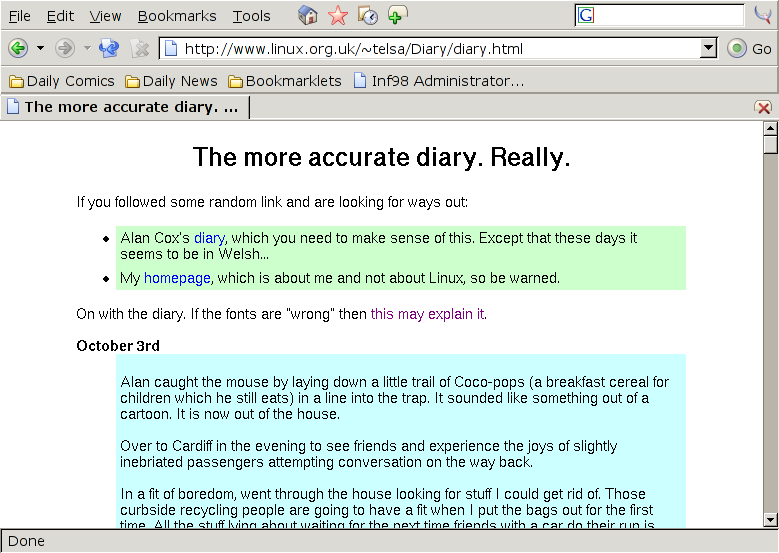 File Edit View Bookmarks Tools
G
http://www.linux.org.uk/~telsa/Diary/diary.html Go
Daily Comics Daily News Bookmarklets Inf98 Administrator...
The more accurate diary. ...
The more accurate diary. Really.
If you followed some random link and are looking for ways out:
Alan Cox's diary, which you need to make sense of this. Except that these days it
seems to be in Welsh...
My homepage, which is about me and not about Linux, so be warned.
On with the diary. If the fonts are "wrong" then this may explain it.
October 3rd
Alan caught the mouse by laying down a little trail of Coco-pops (a breakfast cereal for
children which he still eats) in a line into the trap. It sounded like something out of a
cartoon. It is now out of the house.
Over to Cardiff in the evening to see friends and experience the joys of slightly
inebriated passengers attempting conversation on the way back.
In a fit of boredom, went through the house looking for stuff I could get rid of. Those
curbside recycling people are going to have a fit when I put the bags out for the first
time. All the stuff lying about waiting for the next time friends with a car do their run is
Done